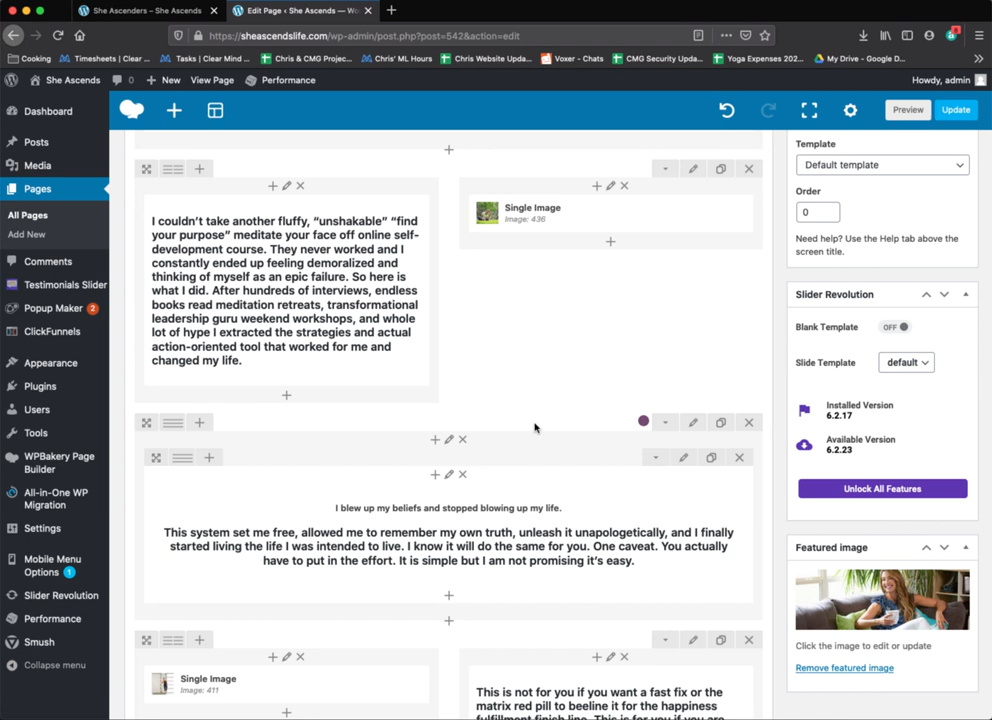 She Ascenders – She Ascends
Edit Page ‹ She Ascends — Wo
https://sheascendslife.com/wp-admin/post.php?post=542&action=edit
Cooking
Timesheets | Clear ...
Tasks | Clear Mind ...
Chris & CMG Projec...
Chris' ML Hours
Chris Website Upda...
Voxer - Chats
CMG Security Upda...
Yoga Expenses 202...
My Drive - Google D...
She Ascends
0
New
View Page
Performance
Howdy, admin
Dashboard
Posts
Media
Pages
All Pages
Add New
Comments
Testimonials Slider
Popup Maker 2
ClickFunnels
Appearance
Plugins
Users
Tools
WPBakery Page
Builder
All-in-One WP
Migration
Settings
Mobile Menu
Options 1
Slider Revolution
Performance
Smush
Collapse menu
Preview
Update
I couldn't take another fluffy, “unshakable” “find
your purpose” meditate your face off online self-
development course. They never worked and I
constantly ended up feeling demoralized and
thinking of myself as an epic failure. So here is
what I did. After hundreds of interviews, endless
books read meditation retreats, transformational
leadership guru weekend workshops, and whole
lot of hype I extracted the strategies and actual
action-oriented tool that worked for me and
changed my life.
Single Image
Image: 436
I blew up my beliefs and stopped blowing up my life.
This system set me free, allowed me to remember my own truth, unleash it unapologetically, and I finally
started living the life I was intended to live. I know it will do the same for you. One caveat. You actually
have to put in the effort. It is simple but I am not promising it's easy.
Single Image
Image: 411
This is not for you if you want a fast fix or the
matrix red pill to beeline it for the happiness
fulfillment finish line. This is for you if you are
Template
Default template
Order
0
Need help? Use the Help tab above the
screen title.
Slider Revolution
Blank Template
OFF
Slide Template
default
Installed Version
6.2.17
Available Version
6.2.23
Unlock All Features
Featured image
Click the image to edit or update
Remove featured image